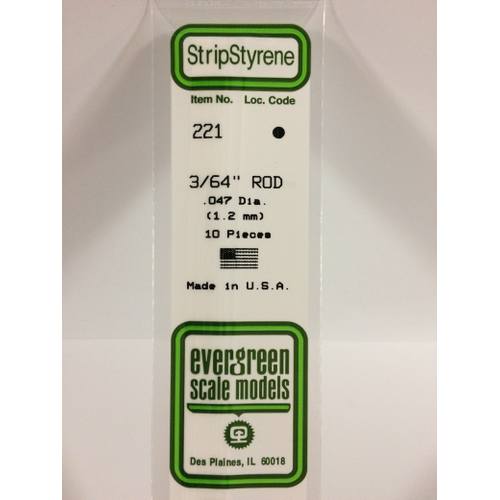 StripStyrene
Item No. Loc. Code
221 ●
3/64" ROD
.047 Dia.
(1.2 mm)
10 Pieces
Made in U.S.A.
evergreen
scale models
Des Plaines, IL 60018